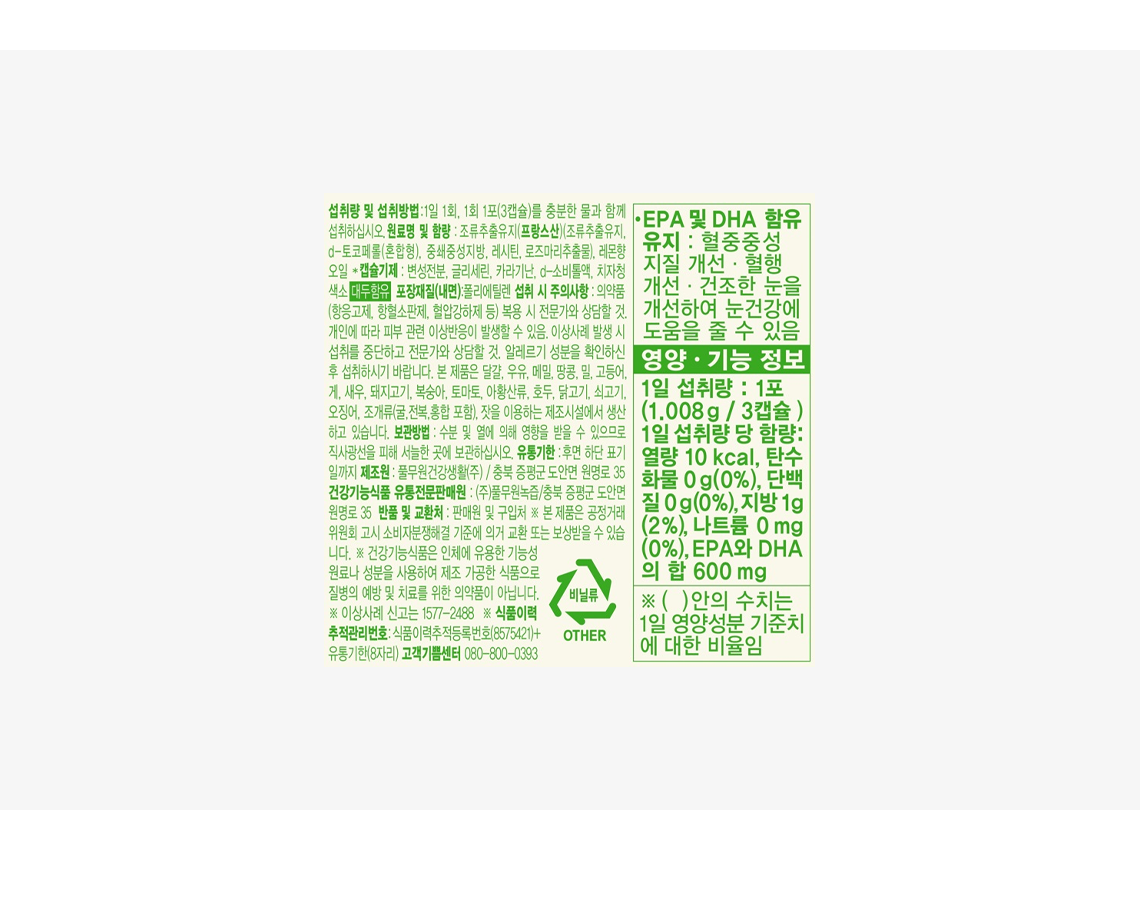 섭취량 및 섭취방법:1일 1회, 1회 1포(3캡슐)를 충분한 물과 함께
섭취하십시오. 원료명 및 함량 : 조류추출유지(프랑스산)(조류추출유지,
d-토코페롤(혼합형), 중쇄중성지방, 레시틴, 로즈마리추출물), 레몬향
오일 *캡슐기제 : 변성전분, 글리세린, 카라기난, d-소비톨액, 치자청
색소 대두함유 포장재질(내면):폴리에틸렌 섭취 시 주의사항 : 의약품
(항응고제, 항혈소판제, 혈압강하제 등) 복용 시 전문가와 상담할 것.
개인에 따라 피부 관련 이상반응이 발생할 수 있음. 이상사례 발생 시
섭취를 중단하고 전문가와 상담할 것. 알레르기 성분을 확인하신
후 섭취하시기 바랍니다. 본 제품은 달걀, 우유, 메밀, 땅콩, 밀, 고등어,
게, 새우, 돼지고기, 복숭아, 토마토, 아황산류, 호두, 닭고기, 쇠고기,
오징어, 조개류(굴,전복,홍합 포함), 잣을 이용하는 제조시설에서 생산
하고 있습니다. 보관방법 : 수분 및 열에 의해 영향을 받을 수 있으므로
직사광선을 피해 서늘한 곳에 보관하십시오. 유통기한 :후면 하단 표기
일까지 제조원 : 풀무원건강생활(주) / 충북 증평군 도안면 원명로 35
건강기능식품 유통전문판매원 : (주)풀무원녹즙/충북 증평군 도안면
원명로 35 반품 및 교환처 : 판매원 및 구입처 ※ 본 제품은 공정거래
위원회 고시 소비자분쟁해결 기준에 의거 교환 또는 보상받을 수 있습
니다. ※ 건강기능식품은 인체에 유용한 기능성
원료나 성분을 사용하여 제조 가공한 식품으로
질병의 예방 및 치료를 위한 의약품이 아닙니다.
※ 이상사례 신고는 1577-2488 ※ 식품이력
추적관리번호: 식품이력추적등록번호(8575421)+
유통기한(8자리) 고객기쁨센터 080-800-0393
비닐류
OTHER
·EPA 및 DHA 함유
유지 : 혈중중성
지질 개선 · 혈행
개선 · 건조한 눈을
개선하여 눈건강에
도움을 줄 수 있음
영양 · 기능 정보
1일 섭취량 : 1포
(1.008g / 3캡슐 )
1일 섭취량 당 함량:
열량 10 kcal, 탄수
화물 0g(0%), 단백
질 0g(0%), 지방 1g
(2%), 나트륨 0 mg
(0%), EPA와 DHA
의 합 600 mg
※ ( )안의 수치는
1일 영양성분 기준치
에 대한 비율임